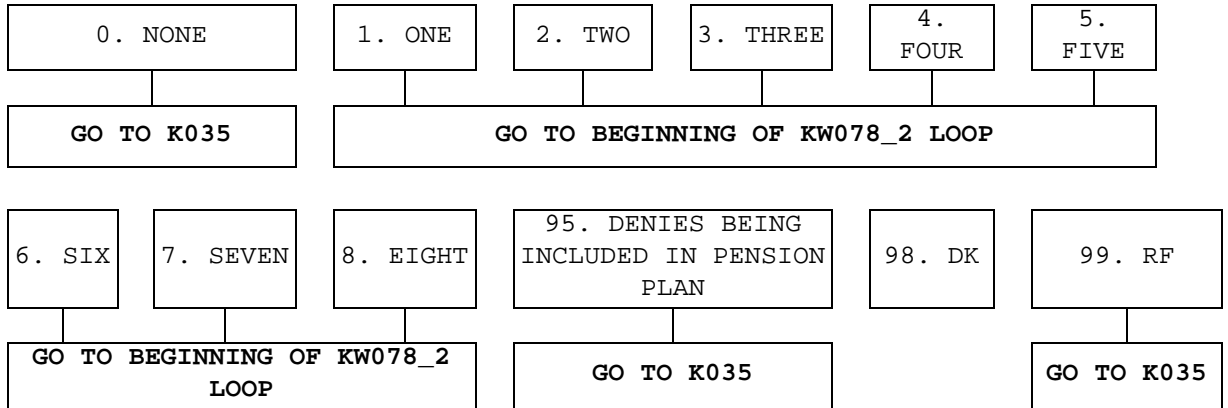 0. NONE
1. ONE
2. TWO
3. THREE
4.
FOUR
5.
FIVE
GO TO K035
GO TO BEGINNING OF KW078_2 LOOP
6. SIX
7. SEVEN
8. EIGHT
95. DENIES BEING
INCLUDED IN PENSION
PLAN
98. DK
99. RF
GO TO BEGINNING OF KW078_2
LOOP
GO TO K035
GO TO K035